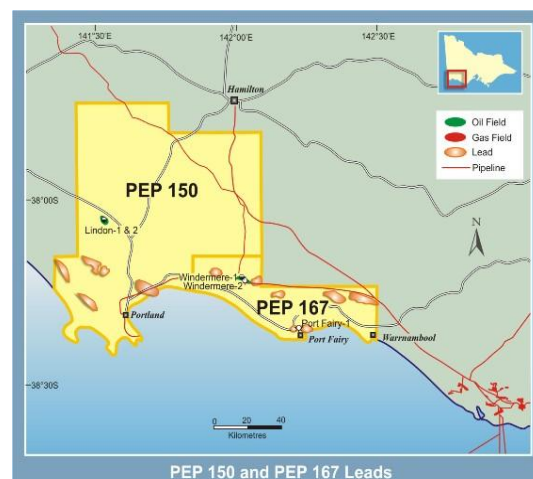 141°30'E
142°00'E
142°30'E
Hamilton
Oil Field
Gas Field
Lead
Pipeline
PEP 150
-38°00'S
Lindon-1 & 2
N
Windermere-1
Windermere-2
PEP 167
Portland
Port Fairy-1
Port Fairy
Warrnambool
-38°30'S
0 20 40
Kilometres
PEP 150 and PEP 167 Leads